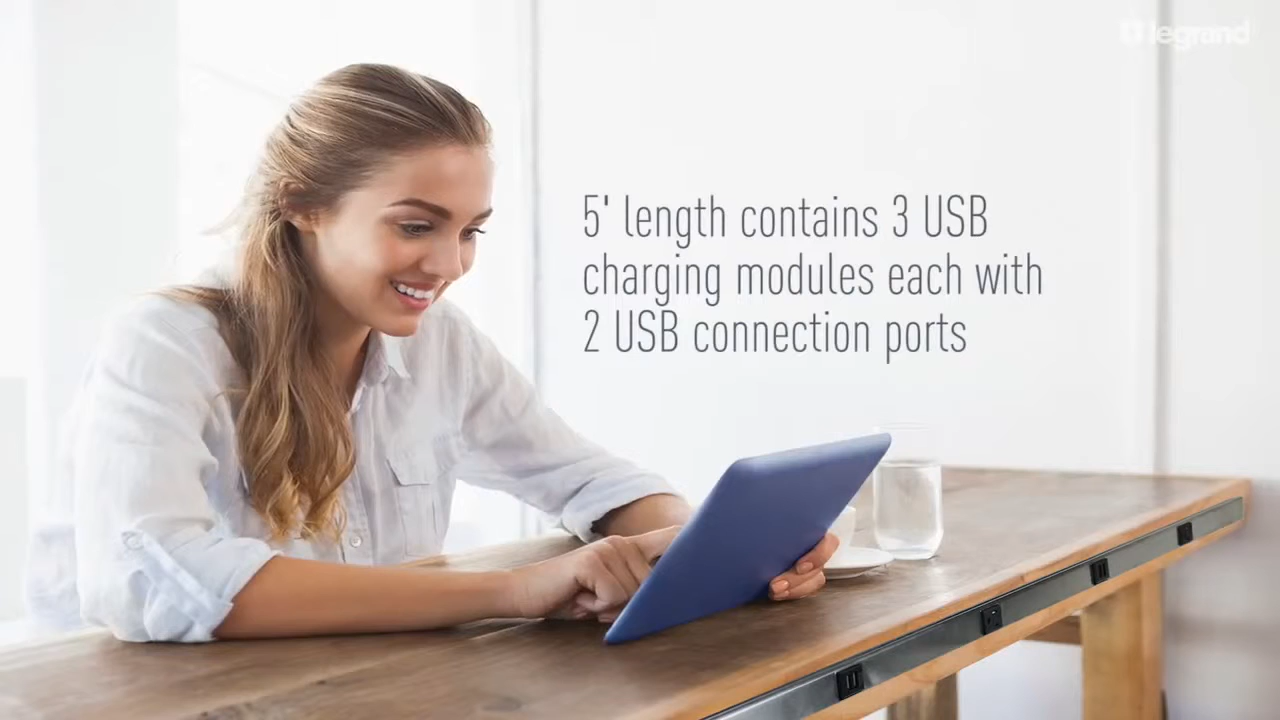 legrand
5' length contains 3 USB
charging modules each with
2 USB connection ports